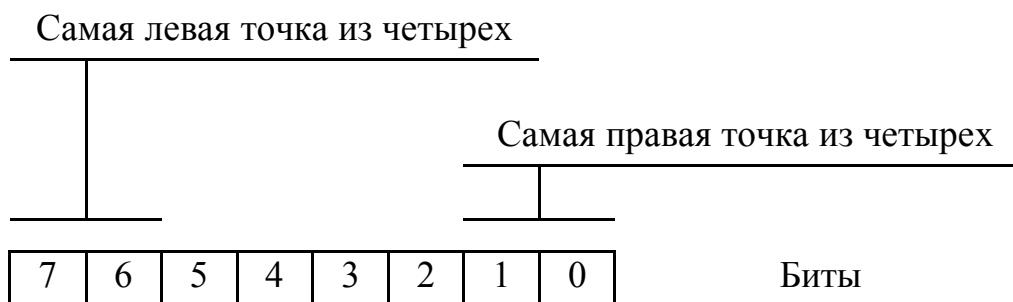 Самая левая точка из четырех
Самая правая точка из четырех
7 6 5 4 3 2 1 0 Биты